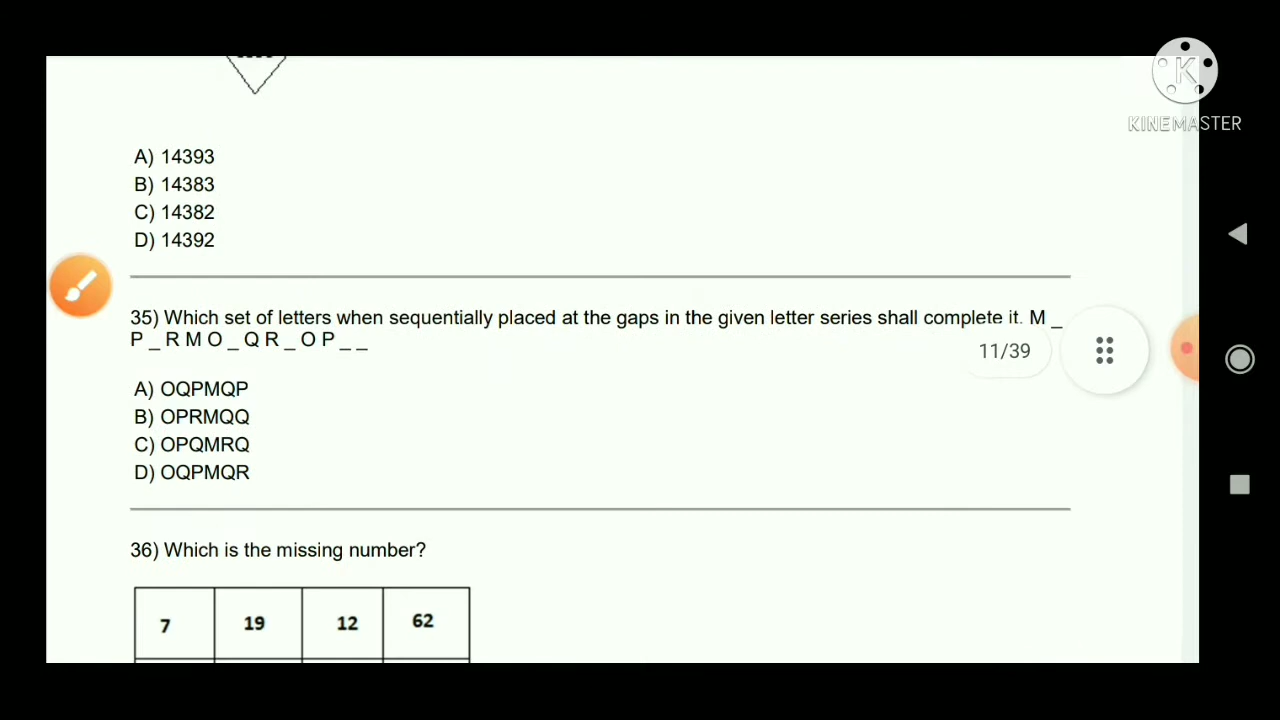 KINEMASTER
A) 14393
B) 14383
C) 14382
D) 14392
35) Which set of letters when sequentially placed at the gaps in the given letter series shall complete it. M _
P _ R M O _ Q R _ O P _ _
11/39
A) OQPMQP
B) OPRMQQ
C) OPQMRQ
D) OQPMQR
36) Which is the missing number?
7 19 12 62